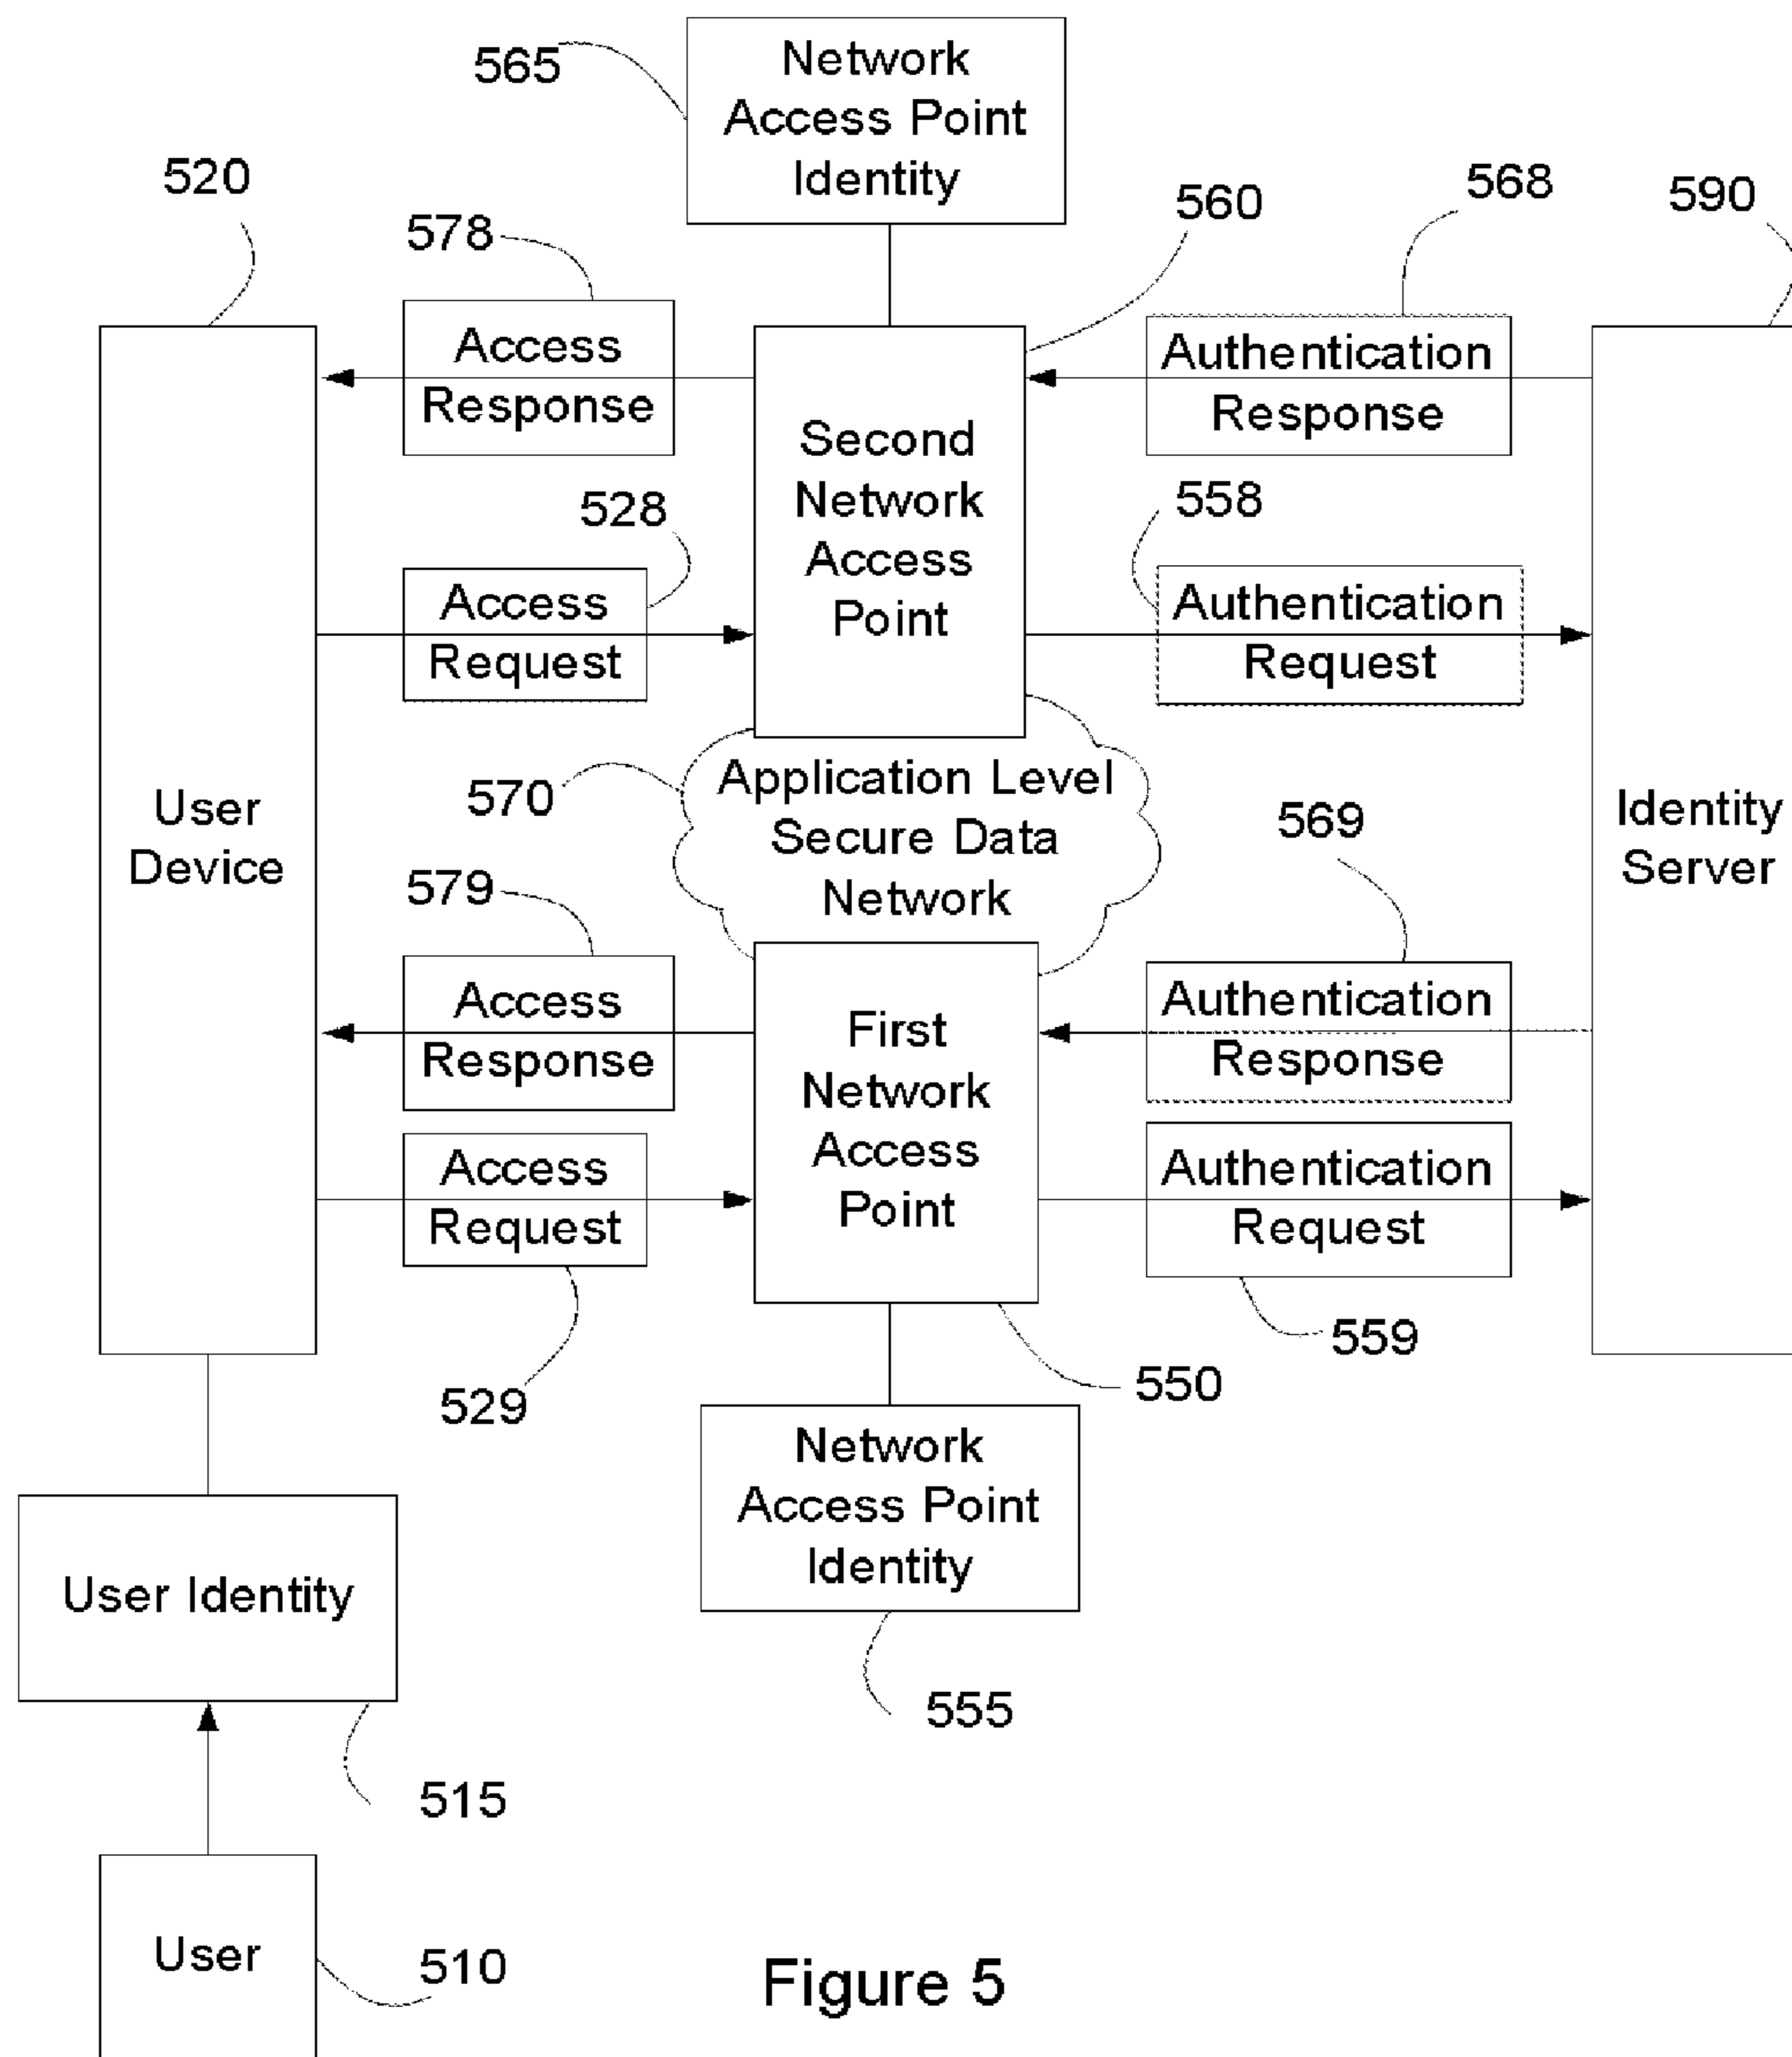 565
Network
Access Point
Identity
520
578
560
568
590
Access
Response
Second
Network
Access
Point
Authentication
Response
528
558
Access
Request
Authentication
Request
570
Application Level
Secure Data
Network
569
User
Device
Identity
Server
579
Access
Response
First
Network
Access
Point
Authentication
Response
Access
Request
Authentication
Request
529
550
559
Network
Access Point
Identity
User Identity
555
515
User
510
Figure 5